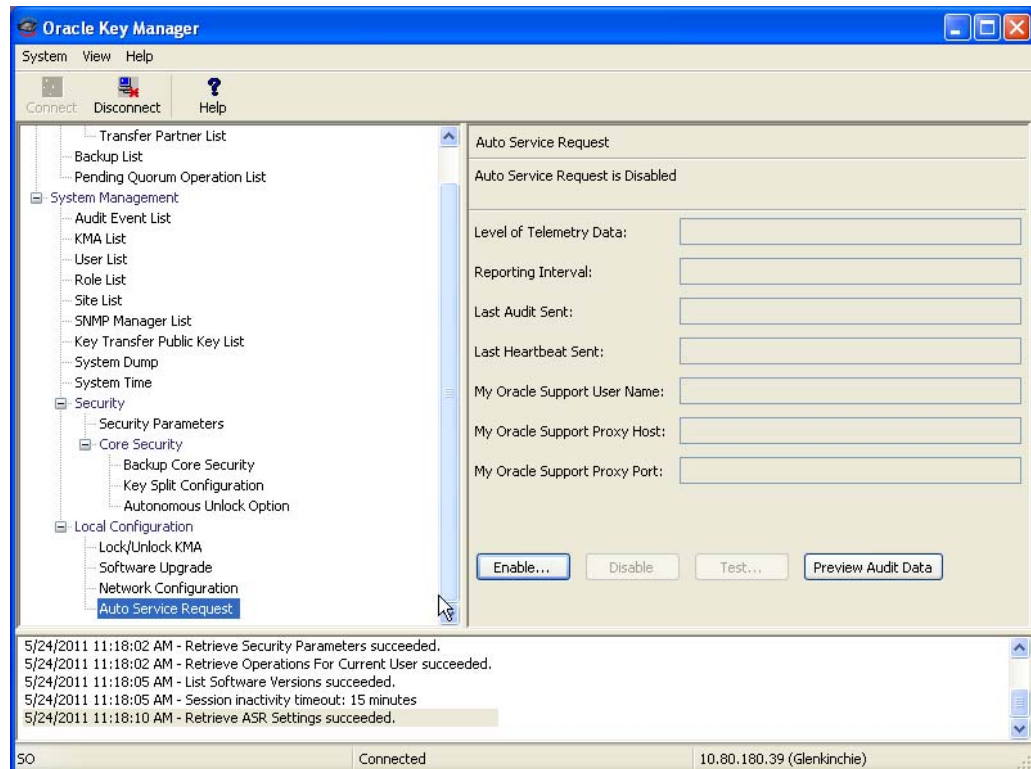 Oracle Key Manager
System View Help
Connect Disconnect Help
Transfer Partner List
Backup List
Pending Quorum Operation List
System Management
Audit Event List
KMA List
User List
Role List
Site List
SNMP Manager List
Key Transfer Public Key List
System Dump
System Time
Security
Security Parameters
Core Security
Backup Core Security
Key Split Configuration
Autonomous Unlock Option
Local Configuration
Lock/Unlock KMA
Software Upgrade
Network Configuration
Auto Service Request
Auto Service Request
Auto Service Request is Disabled
Level of Telemetry Data:
Reporting Interval:
Last Audit Sent:
Last Heartbeat Sent:
My Oracle Support User Name:
My Oracle Support Proxy Host:
My Oracle Support Proxy Port:
Enable... Disable Test... Preview Audit Data
5/24/2011 11:18:02 AM - Retrieve Security Parameters succeeded.
5/24/2011 11:18:02 AM - Retrieve Operations For Current User succeeded.
5/24/2011 11:18:05 AM - List Software Versions succeeded.
5/24/2011 11:18:05 AM - Session inactivity timeout: 15 minutes
5/24/2011 11:18:10 AM - Retrieve ASR Settings succeeded.
SO Connected 10.80.180.39 (Glenkinchie)